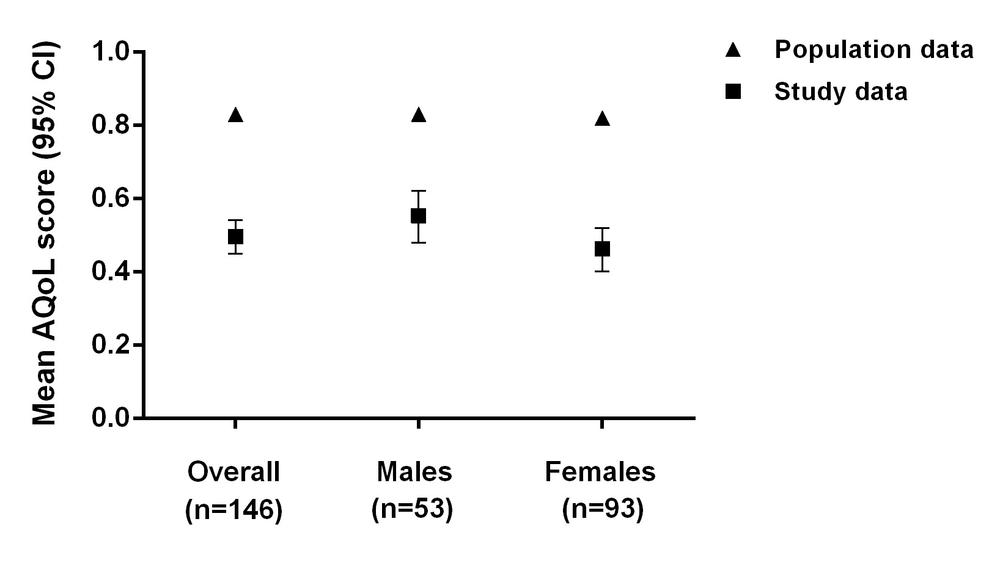 Mean AQoL score (95% CI)
1.0
0.8
0.6
0.4
0.2
0.0
Overall
(n=146)
Males
(n=53)
Females
(n=93)
Population data
Study data